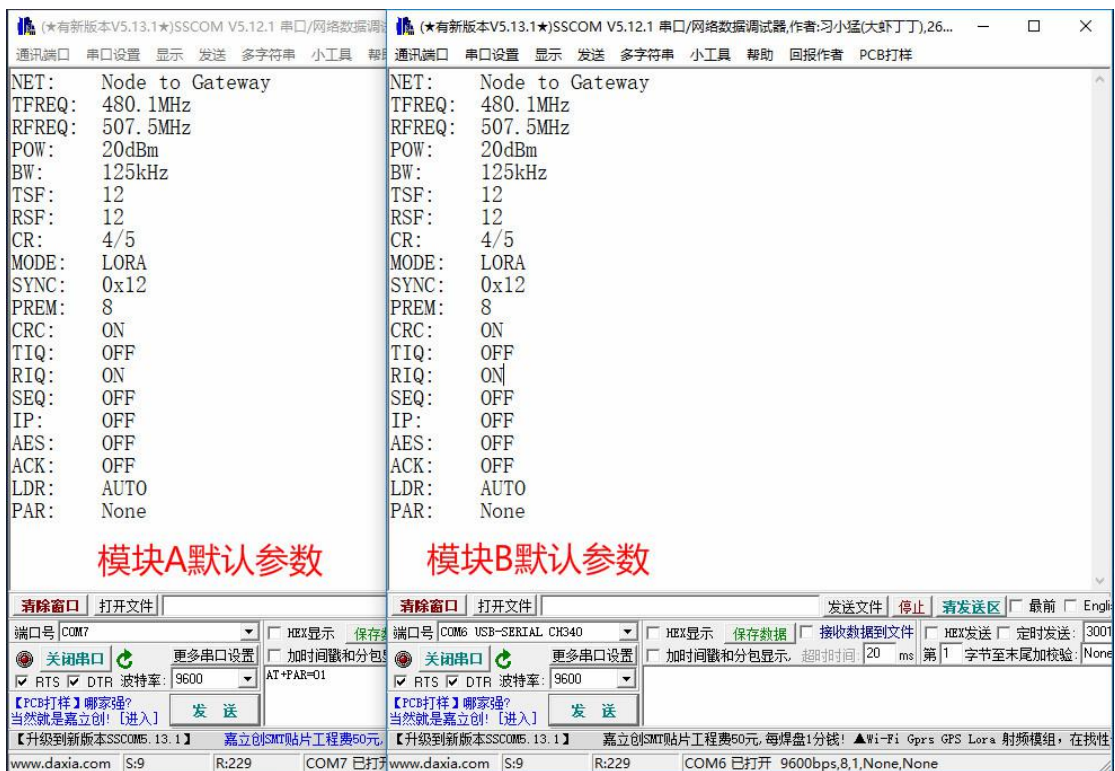 (★有新版本V5.13.1★)SSCOM V5.12.1 串口/网络数据调试
通讯端口 串口设置 显示 发送 多字符串 小工具
NET: Node to Gateway
TFREQ: 480.1MHz
RFREQ: 507.5MHz
POW: 20dBm
BW: 125kHz
TSF: 12
RSF: 12
CR: 4/5
MODE: LORA
SYNC: 0x12
PREM: 8
CRC: ON
TIQ: OFF
RIQ: ON
SEQ: OFF
IP: OFF
AES: OFF
ACK: OFF
LDR: AUTO
PAR: None
模块A默认参数
清除窗口 打开文件
端口号 COM7 HEX显示 保存数
关闭串口 更多串口设置 加时间戳和分包
RTS DTR 波特率: 9600 AT+PAR=01
【PCB打样】哪家强?
当然就是嘉立创! [进入] 发 送
【升级到新版本SSCOM5.13.1】 嘉立创SMT贴片工程费50元,
www.daxia.com S:9 R:229 COM7 已打开
(★有新版本V5.13.1★)SSCOM V5.12.1 串口/网络数据调试器,作者:习小猛(大虾丁丁),26...
通讯端口 串口设置 显示 发送 多字符串 小工具 帮助 回报作者 PCB打样
NET: Node to Gateway
TFREQ: 480.1MHz
RFREQ: 507.5MHz
POW: 20dBm
BW: 125kHz
TSF: 12
RSF: 12
CR: 4/5
MODE: LORA
SYNC: 0x12
PREM: 8
CRC: ON
TIQ: OFF
RIQ: ON
SEQ: OFF
IP: OFF
AES: OFF
ACK: OFF
LDR: AUTO
PAR: None
模块B默认参数
清除窗口 打开文件 发送文件 停止 清发送区 最前 Engli
端口号 COM6 USB-SERIAL CH340 HEX显示 保存数据 接收数据到文件 HEX发送 定时发送: 3001
关闭串口 更多串口设置 加时间戳和分包显示, 超时时间: 20 ms 第 1 字节至末尾加校验: None
RTS DTR 波特率: 9600
【PCB打样】哪家强?
当然就是嘉立创! [进入] 发 送
【升级到新版本SSCOM5.13.1】 嘉立创SMT贴片工程费50元,每焊盘1分钱! ▲Wi-Fi Gprs GPS Lora 射频模组,在找性
www.daxia.com S:9 R:229 COM6 已打开 9600bps,8,1,None,None